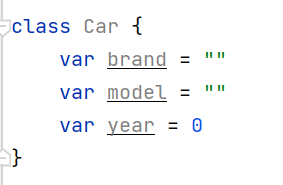 class Car {
    var brand = ""
    var model = ""
    var year = 0
}